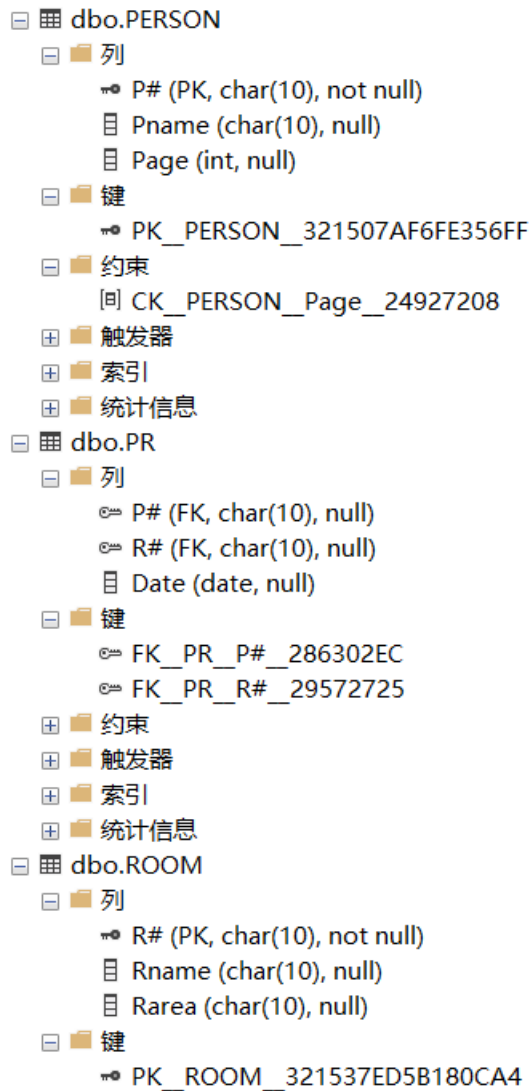 dbo.PERSON
列
P# (PK, char(10), not null)
Pname (char(10), null)
Page (int, null)
键
PK__PERSON__321507AF6FE356FF
约束
CK__PERSON__Page__24927208
触发器
索引
统计信息
dbo.PR
列
P# (FK, char(10), null)
R# (FK, char(10), null)
Date (date, null)
键
FK__PR__P#__286302EC
FK__PR__R#__29572725
约束
触发器
索引
统计信息
dbo.ROOM
列
R# (PK, char(10), not null)
Rname (char(10), null)
Rarea (char(10), null)
键
PK__ROOM__321537ED5B180CA4